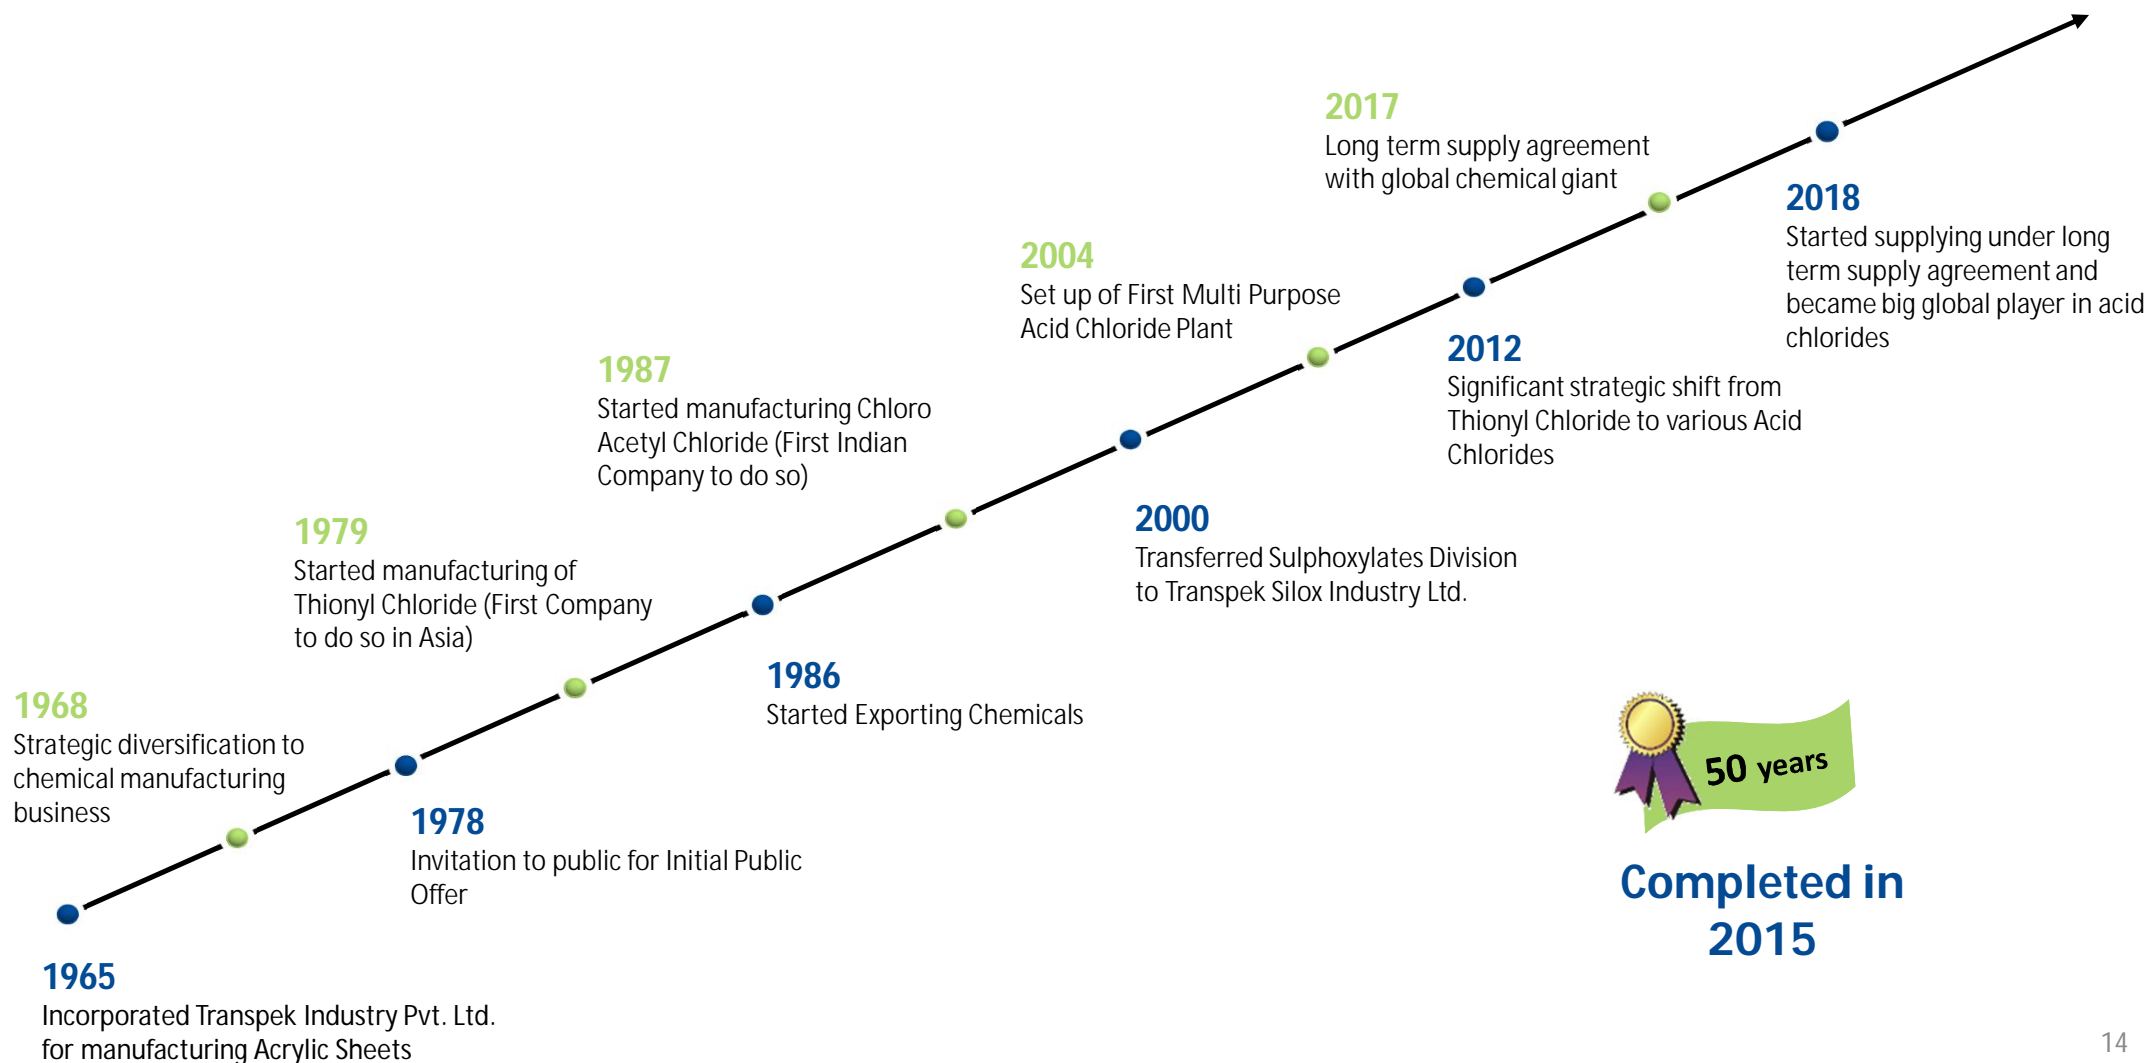 2017
Long term supply agreement
with global chemical giant
2018
Started supplying under long
term supply agreement and
became big global player in acid
chlorides
2004
Set up of First Multi Purpose
Acid Chloride Plant
2012
Significant strategic shift from
Thionyl Chloride to various Acid
Chlorides
1987
Started manufacturing Chloro
Acetyl Chloride (First Indian
Company to do so)
2000
Transferred Sulphoxylates Division
to Transpek Silox Industry Ltd.
1979
Started manufacturing of
Thionyl Chloride (First Company
to do so in Asia)
1986
Started Exporting Chemicals
1968
Strategic diversification to
chemical manufacturing
business
1978
Invitation to public for Initial Public
Offer
1965
Incorporated Transpek Industry Pvt. Ltd.
for manufacturing Acrylic Sheets
50 years
Completed in
2015
14